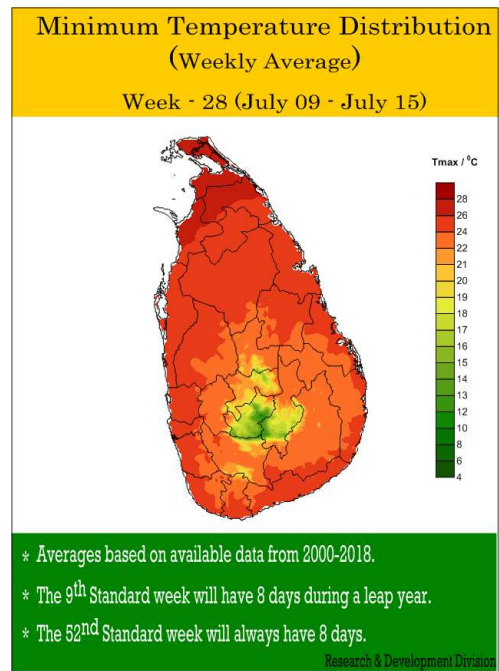 Minimum Temperature Distribution
(Weekly Average)
Week - 28 (July 09 - July 15)
Tmax / ⁰C
28
26
24
22
21
20
19
18
17
16
15
14
13
12
10
8
6
4
* Averages based on available data from 2000-2018.
* The 9th Standard week will have 8 days during a leap year.
* The 52nd Standard week will always have 8 days.
Research & Development Division